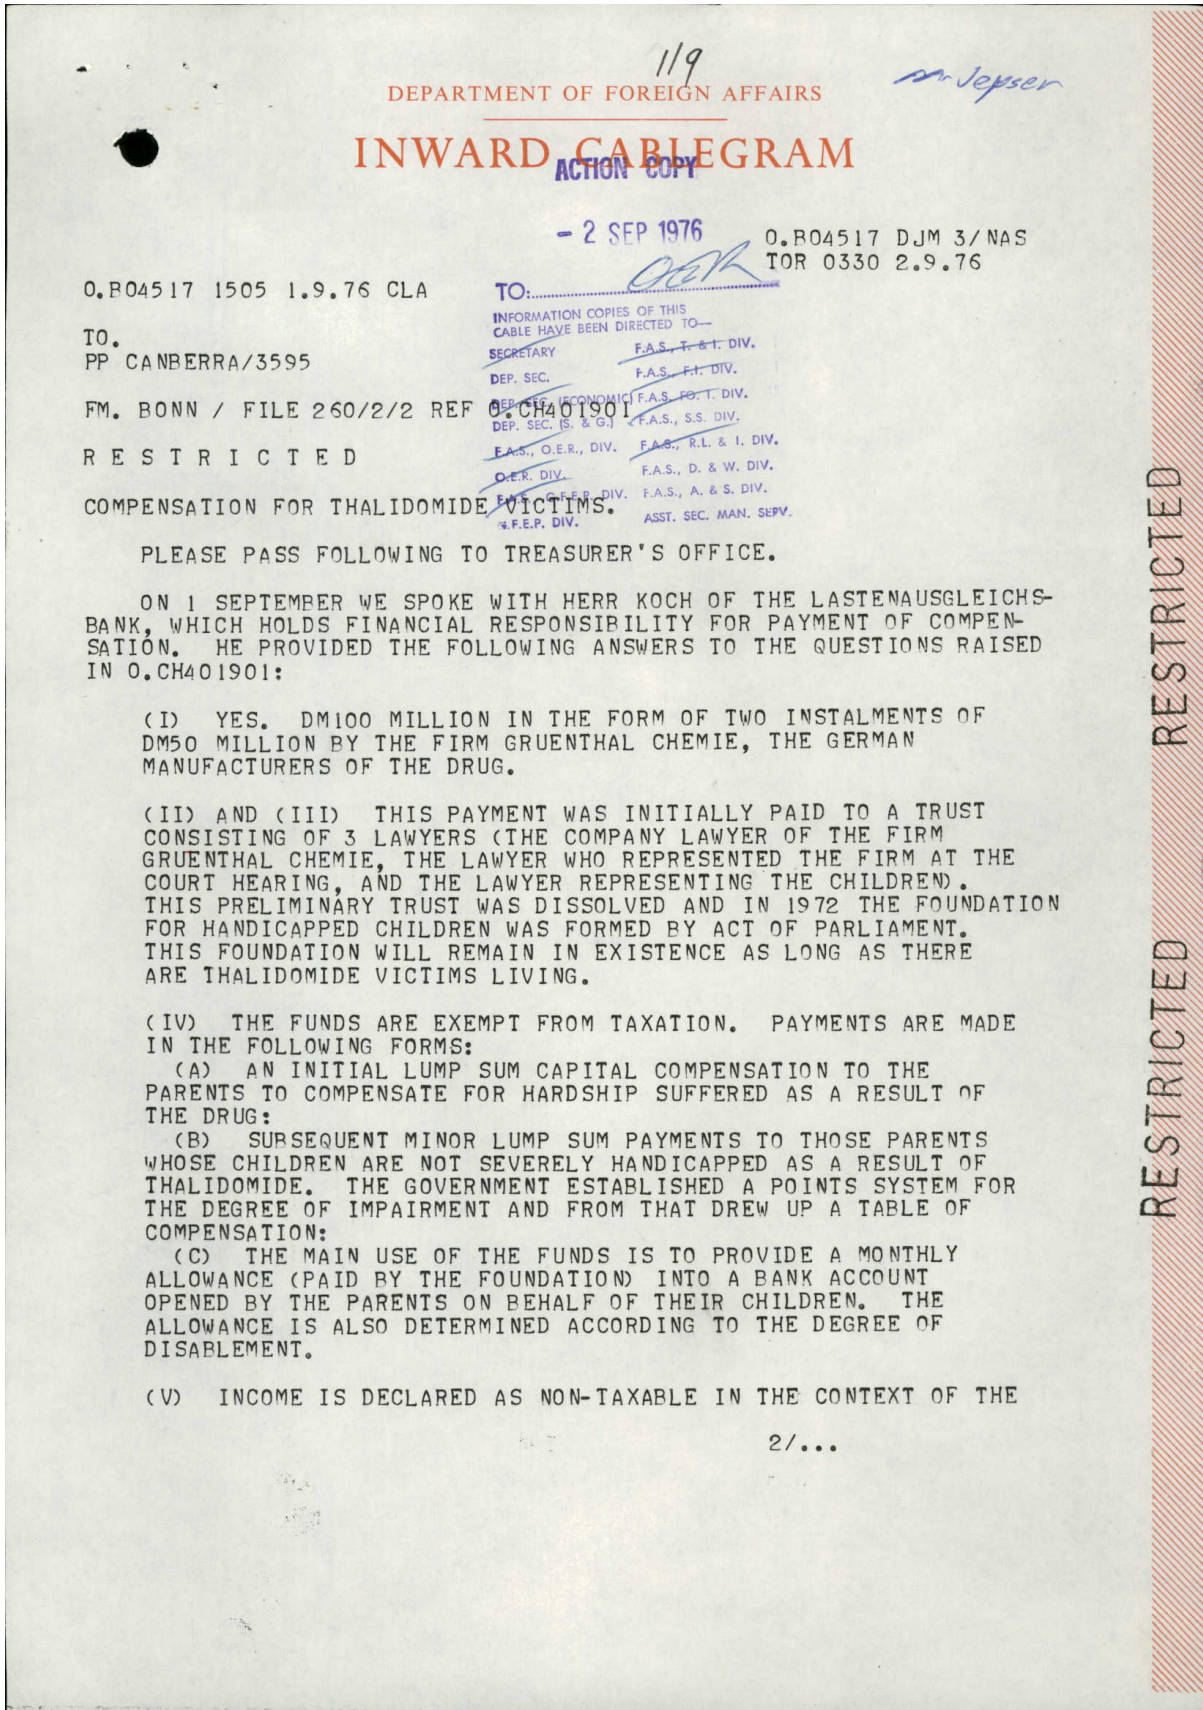 119
Mr Jepser
DEPARTMENT OF FOREIGN AFFAIRS
INWARD CABLEGRAM
ACTION COPY
- 2 SEP 1976
O.BO4517 DJM 3/NAS
TOR 0330 2.9.76
O.BO4517 1505 1.9.76 CLA
TO: OER
INFORMATION COPIES OF THIS
CABLE HAVE BEEN DIRECTED TO—
SECRETARY F.A.S., T. & I. DIV.
DEP. SEC. F.A.S., F.I. DIV.
DEP. SEC. (ECONOMIC) F.A.S., FO. T. DIV.
DEP. SEC. (S. & G.) F.A.S., S.S. DIV.
F.A.S., O.E.R., DIV. F.A.S., R.L. & I. DIV.
O.E.R. DIV. F.A.S., D. & W. DIV.
F.A.S., G.F.E.P. DIV. F.A.S., A. & S. DIV.
G.F.E.P. DIV. ASST. SEC. MAN. SERV.
TO.
PP CANBERRA/3595
FM. BONN / FILE 260/2/2 REF O.CH401901
R E S T R I C T E D
COMPENSATION FOR THALIDOMIDE VICTIMS.
PLEASE PASS FOLLOWING TO TREASURER'S OFFICE.
ON 1 SEPTEMBER WE SPOKE WITH HERR KOCH OF THE LASTENAUSGLEICHS-
BANK, WHICH HOLDS FINANCIAL RESPONSIBILITY FOR PAYMENT OF COMPEN-
SATION. HE PROVIDED THE FOLLOWING ANSWERS TO THE QUESTIONS RAISED
IN O.CH401901:
(I) YES. DM100 MILLION IN THE FORM OF TWO INSTALMENTS OF
DM50 MILLION BY THE FIRM GRUENTHAL CHEMIE, THE GERMAN
MANUFACTURERS OF THE DRUG.
(II) AND (III) THIS PAYMENT WAS INITIALLY PAID TO A TRUST
CONSISTING OF 3 LAWYERS (THE COMPANY LAWYER OF THE FIRM
GRUENTHAL CHEMIE, THE LAWYER WHO REPRESENTED THE FIRM AT THE
COURT HEARING, AND THE LAWYER REPRESENTING THE CHILDREN).
THIS PRELIMINARY TRUST WAS DISSOLVED AND IN 1972 THE FOUNDATION
FOR HANDICAPPED CHILDREN WAS FORMED BY ACT OF PARLIAMENT.
THIS FOUNDATION WILL REMAIN IN EXISTENCE AS LONG AS THERE
ARE THALIDOMIDE VICTIMS LIVING.
(IV) THE FUNDS ARE EXEMPT FROM TAXATION. PAYMENTS ARE MADE
IN THE FOLLOWING FORMS:
(A) AN INITIAL LUMP SUM CAPITAL COMPENSATION TO THE
PARENTS TO COMPENSATE FOR HARDSHIP SUFFERED AS A RESULT OF
THE DRUG:
(B) SUBSEQUENT MINOR LUMP SUM PAYMENTS TO THOSE PARENTS
WHOSE CHILDREN ARE NOT SEVERELY HANDICAPPED AS A RESULT OF
THALIDOMIDE. THE GOVERNMENT ESTABLISHED A POINTS SYSTEM FOR
THE DEGREE OF IMPAIRMENT AND FROM THAT DREW UP A TABLE OF
COMPENSATION:
(C) THE MAIN USE OF THE FUNDS IS TO PROVIDE A MONTHLY
ALLOWANCE (PAID BY THE FOUNDATION) INTO A BANK ACCOUNT
OPENED BY THE PARENTS ON BEHALF OF THEIR CHILDREN. THE
ALLOWANCE IS ALSO DETERMINED ACCORDING TO THE DEGREE OF
DISABLEMENT.
(V) INCOME IS DECLARED AS NON-TAXABLE IN THE CONTEXT OF THE
2/...
RESTRICTED
RESTRICTED